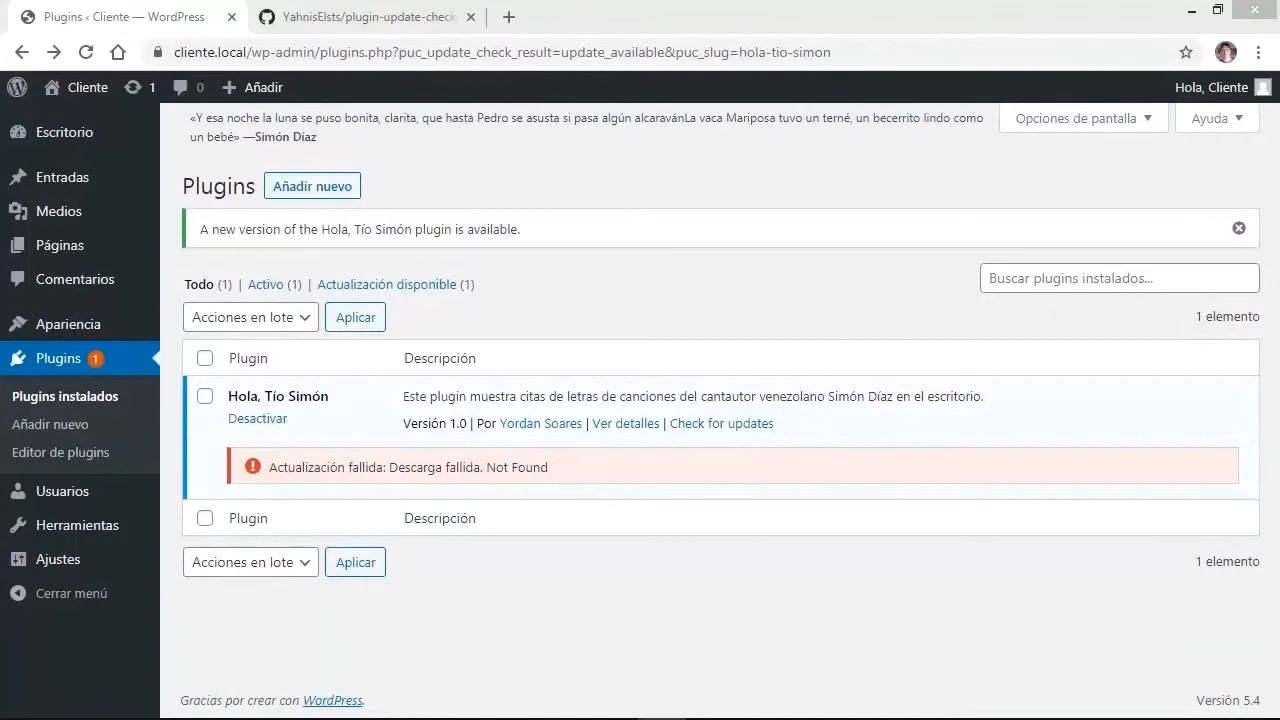 Plugins ‹ Cliente — WordPress
YahnisElsts/plugin-update-check
cliente.local/wp-admin/plugins.php?puc_update_check_result=update_available&puc_slug=hola-tio-simon
Cliente
1
0
Añadir
Hola, Cliente
Escritorio
Entradas
Medios
Páginas
Comentarios
Apariencia
Plugins 1
Plugins instalados
Añadir nuevo
Editor de plugins
Usuarios
Herramientas
Ajustes
Cerrar menú
«Y esa noche la luna se puso bonita, clarita, que hasta Pedro se asusta si pasa algún alcaravánLa vaca Mariposa tuvo un terné, un becerrito lindo como
un bebé» —Simón Díaz
Opciones de pantalla
Ayuda
Plugins
Añadir nuevo
A new version of the Hola, Tío Simón plugin is available.
Todo (1) | Activo (1) | Actualización disponible (1)
Buscar plugins instalados...
Acciones en lote
Aplicar
1 elemento
Plugin
Descripción
Hola, Tío Simón
Este plugin muestra citas de letras de canciones del cantautor venezolano Simón Díaz en el escritorio.
Desactivar
Versión 1.0 | Por Yordan Soares | Ver detalles | Check for updates
Actualización fallida: Descarga fallida. Not Found
Plugin
Descripción
Acciones en lote
Aplicar
1 elemento
Gracias por crear con WordPress.
Versión 5.4